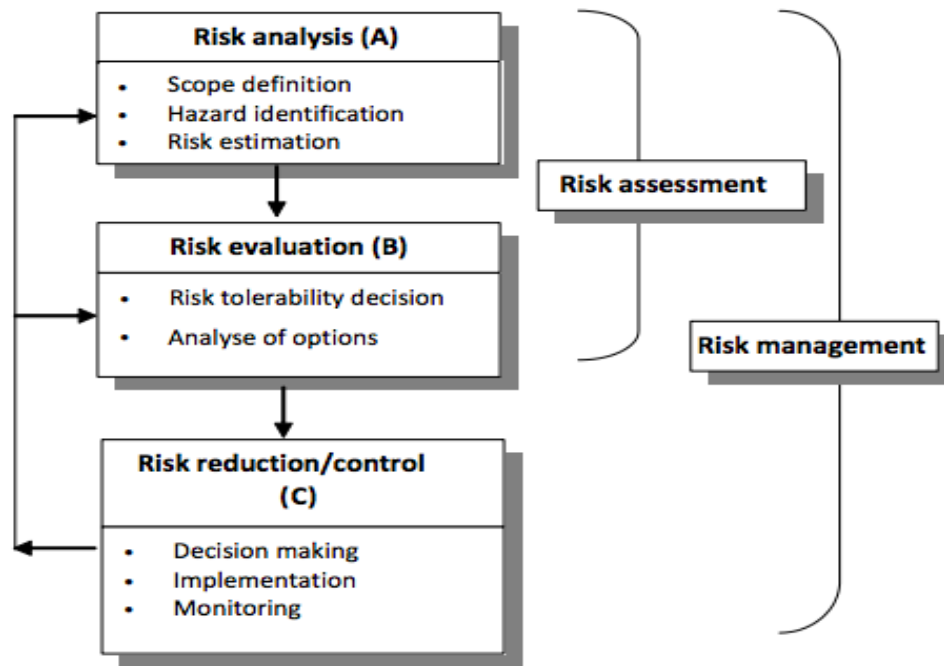 Risk analysis (A)
• Scope definition
• Hazard identification
• Risk estimation
Risk assessment
Risk evaluation (B)
• Risk tolerability decision
• Analyse of options
Risk management
Risk reduction/control
(C)
• Decision making
• Implementation
• Monitoring